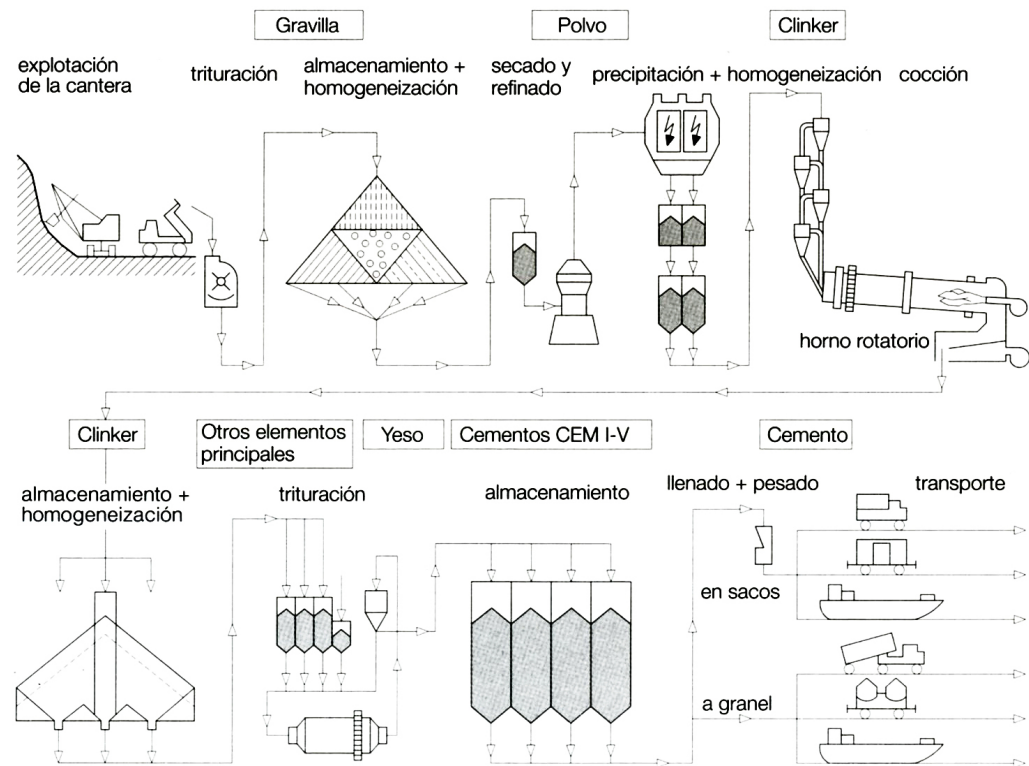 Gravilla
Polvo
Clinker
explotación
de la cantera
trituración
almacenamiento +
homogeneización
secado y
refinado
precipitación + homogeneización
cocción
horno rotatorio
Clinker
Otros elementos
principales
Yeso
Cementos CEM I-V
Cemento
almacenamiento +
homogeneización
trituración
almacenamiento
llenado + pesado
transporte
en sacos
a granel